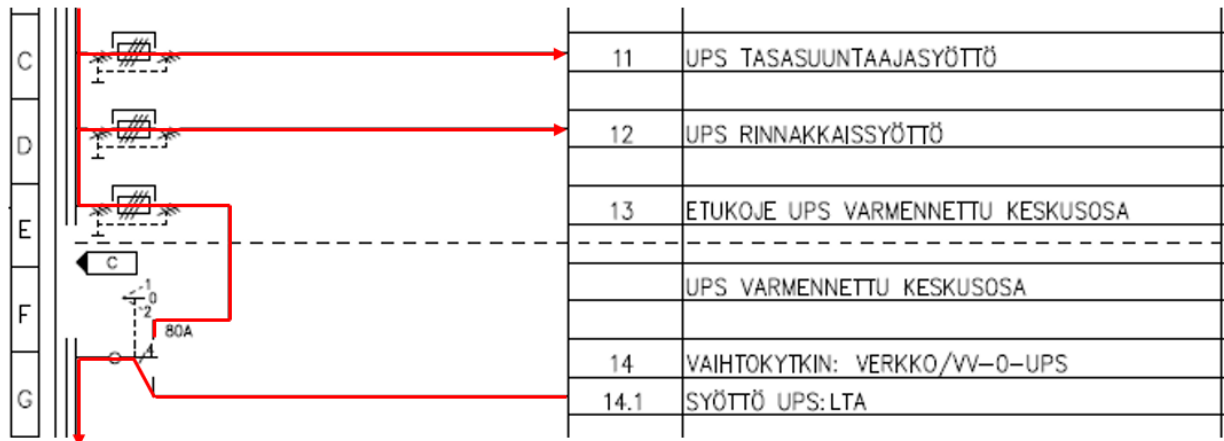 C
11 UPS TASASUUNTAAJASYÖTTÖ
D
12 UPS RINNAKKAISSYÖTTÖ
E
13 ETUKOJE UPS VARMENNETTU KESKUSOSA
C
F
1
0
2
UPS VARMENNETTU KESKUSOSA
80A
14 VAIHTOKYTKIN: VERKKO/VV-0-UPS
G
14.1 SYÖTTÖ UPS:LTA